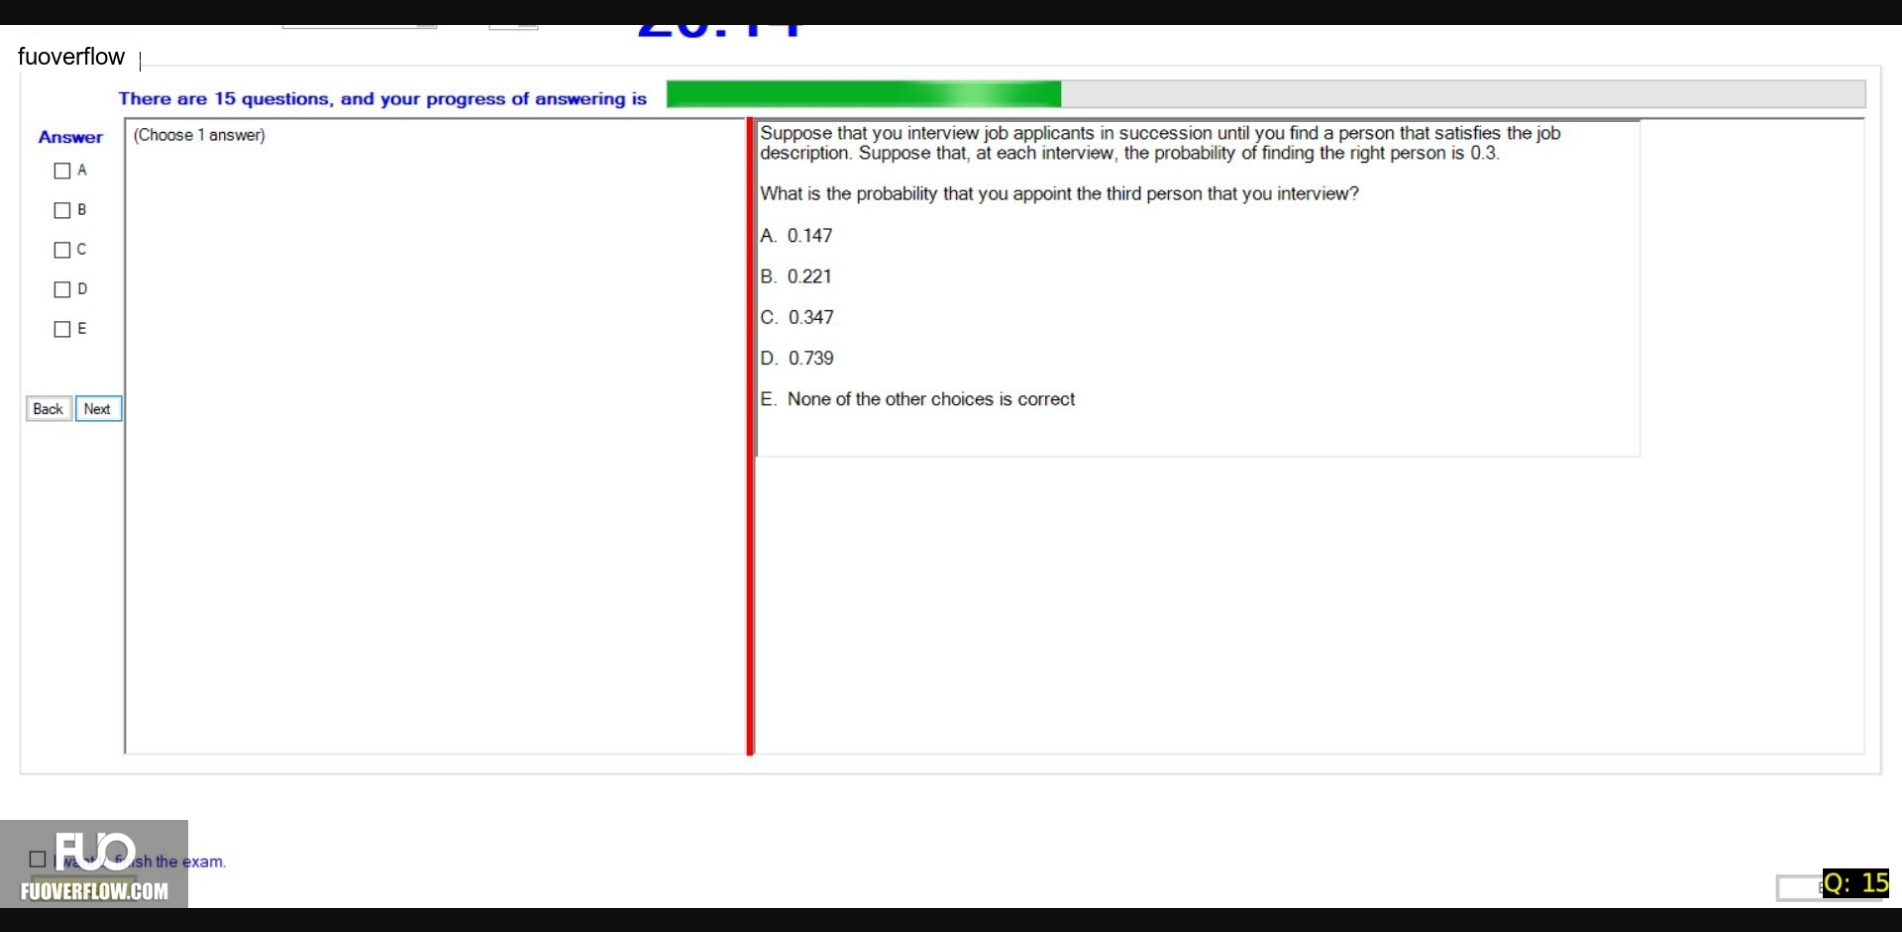 fuoverflow
There are 15 questions, and your progress of answering is
Answer
(Choose 1 answer)
A
B
C
D
E
Back
Next
Suppose that you interview job applicants in succession until you find a person that satisfies the job
description. Suppose that, at each interview, the probability of finding the right person is 0.3.
What is the probability that you appoint the third person that you interview?
A. 0.147
B. 0.221
C. 0.347
D. 0.739
E. None of the other choices is correct
FUO
the exam.
FUOVERFLOW.COM
Q: 15